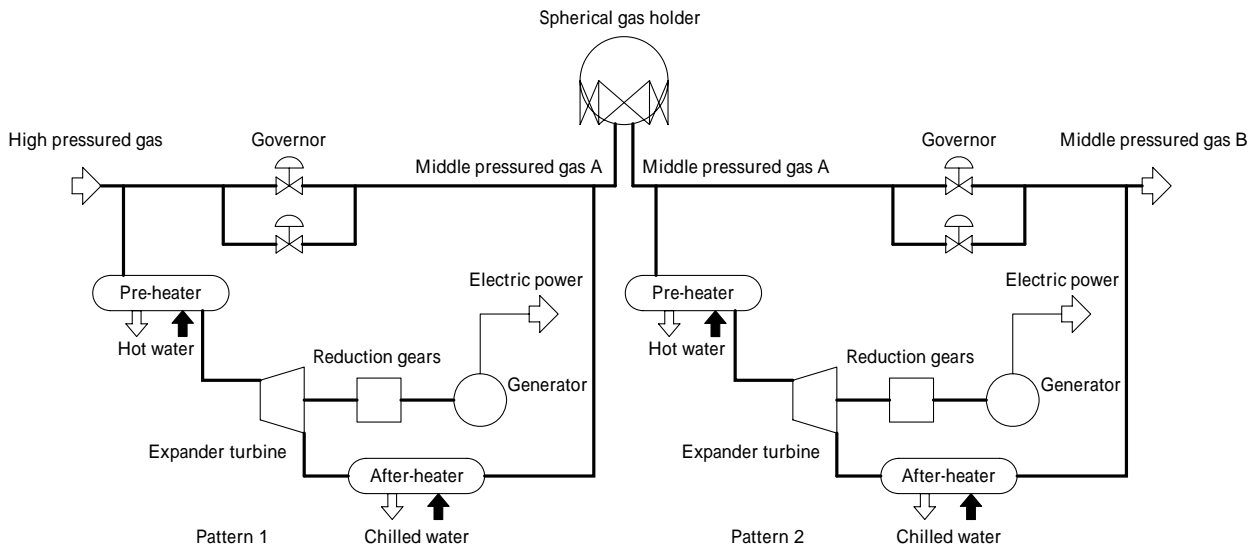 Spherical gas holder
High pressured gas
Governor
Middle pressured gas A
Middle pressured gas A
Governor
Middle pressured gas B
Pre-heater
Hot water
Electric power
Reduction gears
Generator
Expander turbine
After-heater
Chilled water
Pattern 1
Pre-heater
Hot water
Electric power
Reduction gears
Generator
Expander turbine
After-heater
Chilled water
Pattern 2